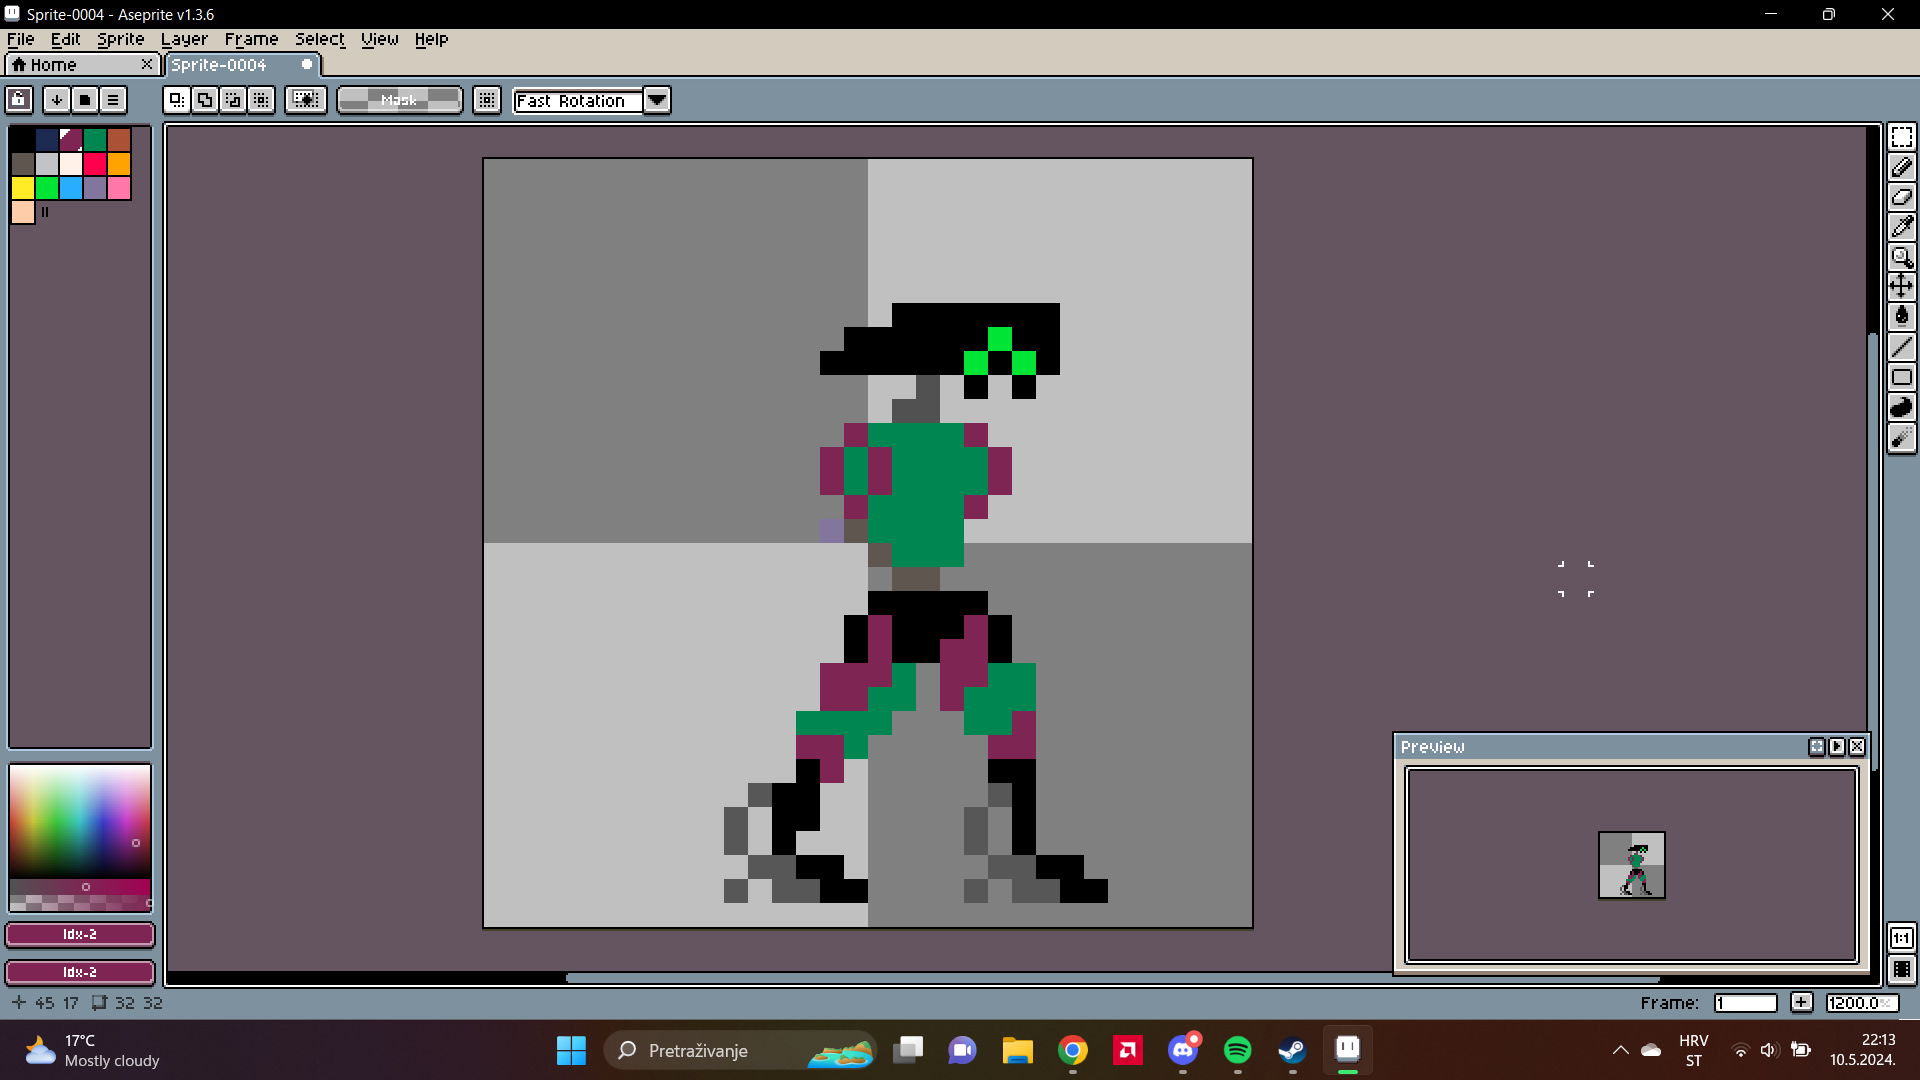 Sprite-0004 - Aseprite v1.3.6
File Edit Sprite Layer Frame Select View Help
Home
Sprite-0004
Mask
Fast Rotation
Preview
Idx-2
Idx-2
45 17
32 32
Frame:
1
1200.0%
1:1
17°C
Mostly cloudy
Pretraživanje
HRV
ST
22:13
10.5.2024.